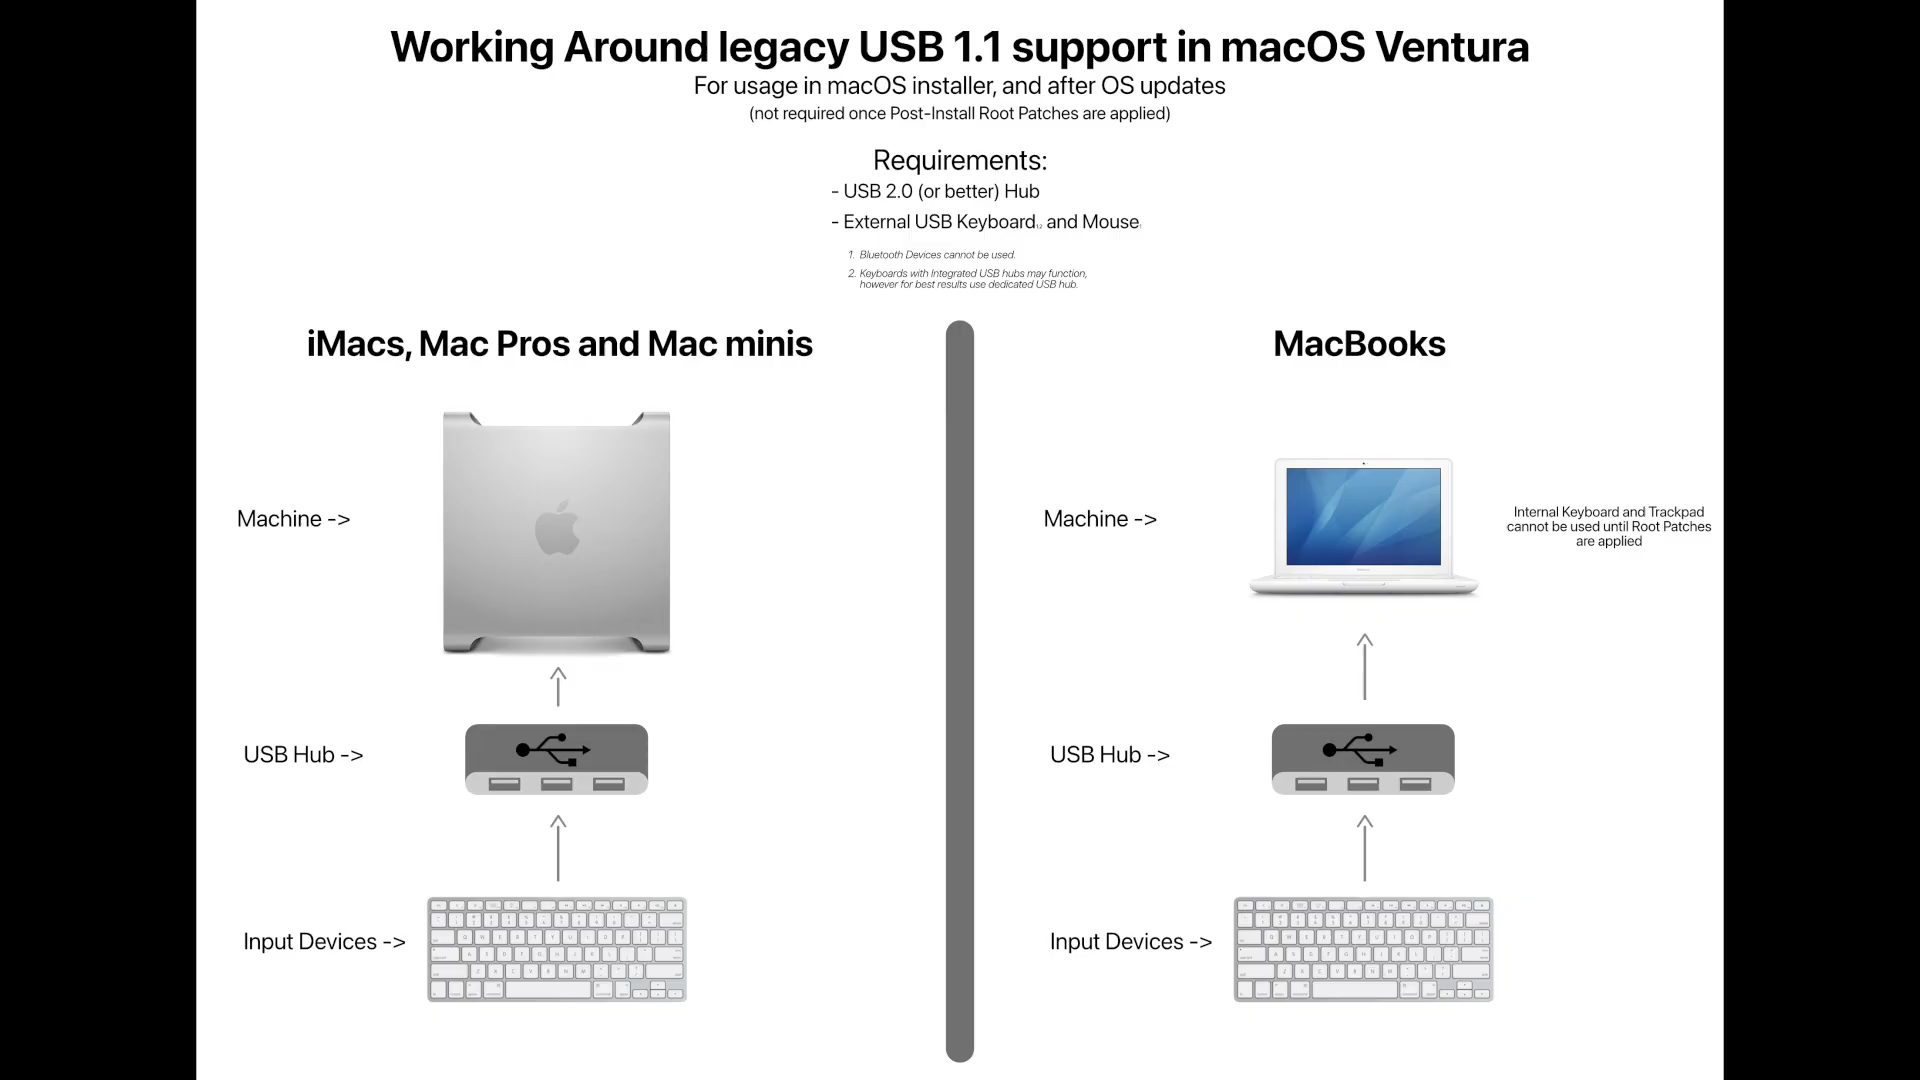 Working Around legacy USB 1.1 support in macOS Ventura
For usage in macOS installer, and after OS updates
(not required once Post-Install Root Patches are applied)
Requirements:
- USB 2.0 (or better) Hub
- External USB Keyboard and Mouse
1. Bluetooth Devices cannot be used.
2. Keyboards with Integrated USB hubs may function,
however for best results use dedicated USB hub.
iMacs, Mac Pros and Mac minis
Machine ->
USB Hub ->
Input Devices ->
MacBooks
Machine ->
Internal Keyboard and Trackpad
cannot be used until Root Patches
are applied
USB Hub ->
Input Devices ->